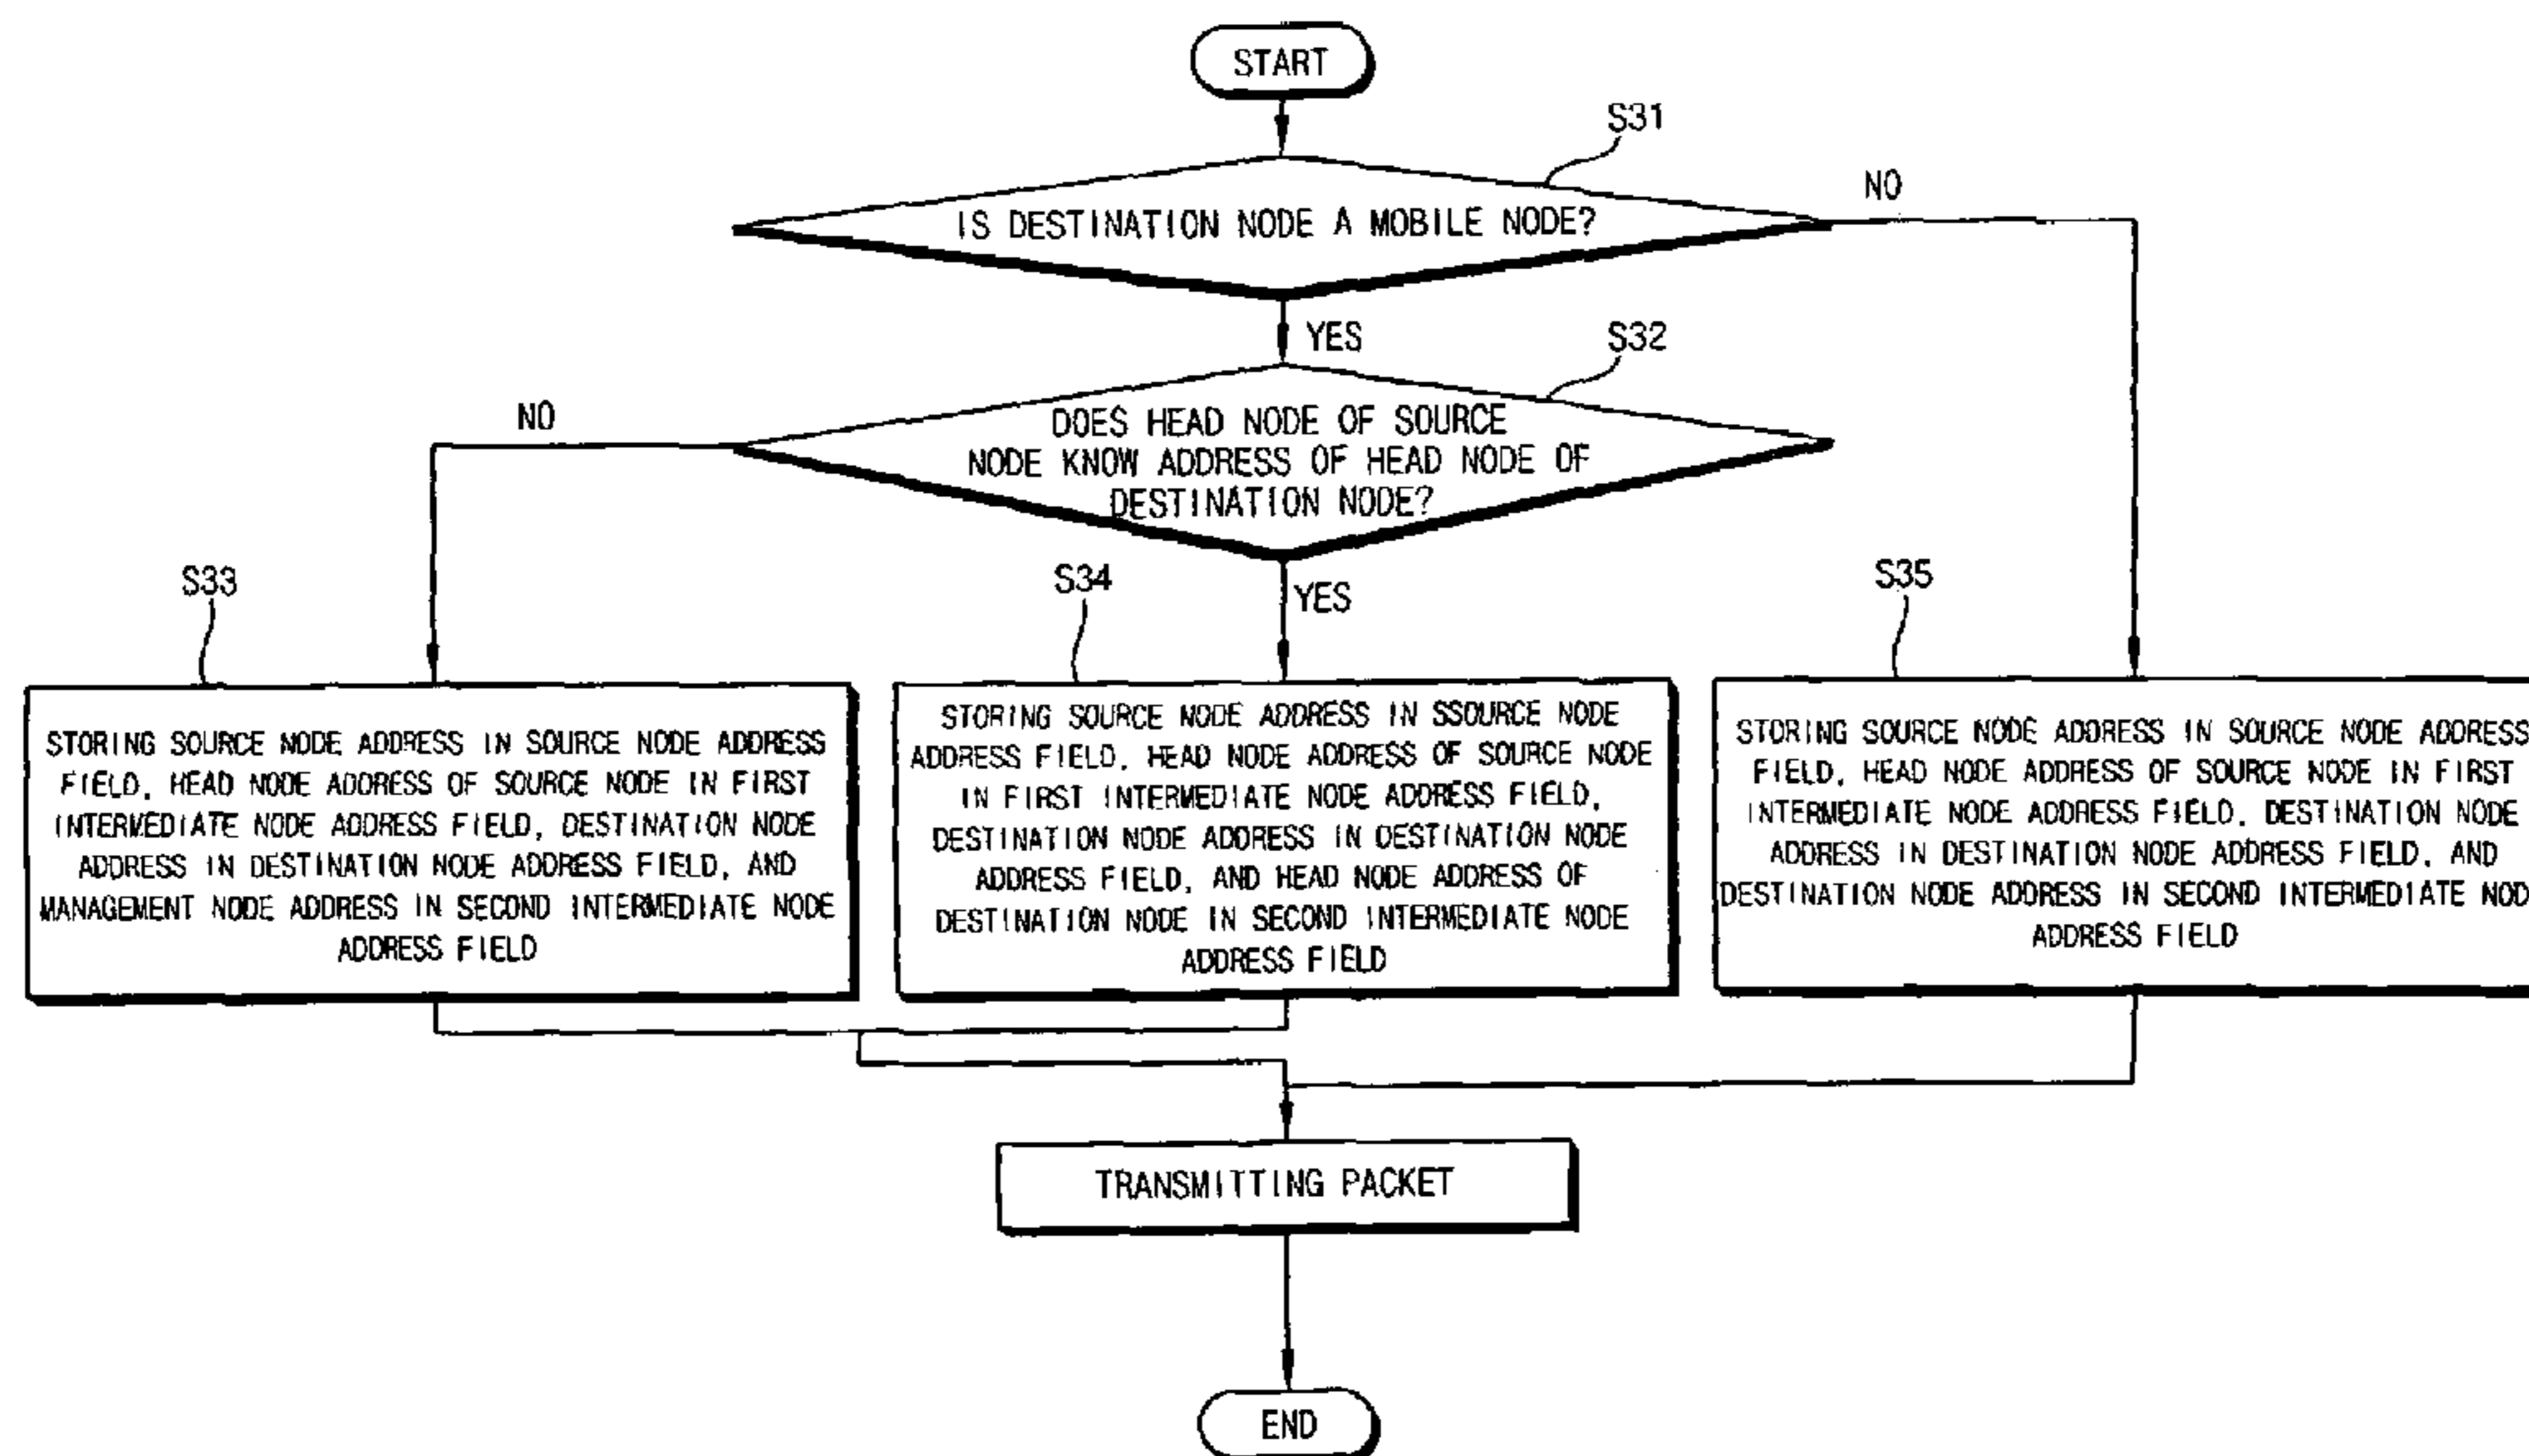 START
S31
NO
IS DESTINATION NODE A MOBILE NODE?
YES
S32
NO
DOES HEAD NODE OF SOURCE
NODE KNOW ADDRESS OF HEAD NODE OF
DESTINATION NODE?
YES
S33
STORING SOURCE NODE ADDRESS IN SOURCE NODE ADDRESS
FIELD, HEAD NODE ADDRESS OF SOURCE NODE IN FIRST
INTERMEDIATE NODE ADDRESS FIELD, DESTINATION NODE
ADDRESS IN DESTINATION NODE ADDRESS FIELD, AND
MANAGEMENT NODE ADDRESS IN SECOND INTERMEDIATE NODE
ADDRESS FIELD
S34
STORING SOURCE NODE ADDRESS IN SSOURCE NODE
ADDRESS FIELD, HEAD NODE ADDRESS OF SOURCE NODE
IN FIRST INTERMEDIATE NODE ADDRESS FIELD,
DESTINATION NODE ADDRESS IN DESTINATION NODE
ADDRESS FIELD, AND HEAD NODE ADDRESS OF
DESTINATION NODE IN SECOND INTERMEDIATE NODE
ADDRESS FIELD
S35
STORING SOURCE NODE ADDRESS IN SOURCE NODE ADDRESS
FIELD, HEAD NODE ADDRESS OF SOURCE NODE IN FIRST
INTERMEDIATE NODE ADDRESS FIELD, DESTINATION NODE
ADDRESS IN DESTINATION NODE ADDRESS FIELD, AND
DESTINATION NODE ADDRESS IN SECOND INTERMEDIATE NOD
ADDRESS FIELD
TRANSMITTING PACKET
END